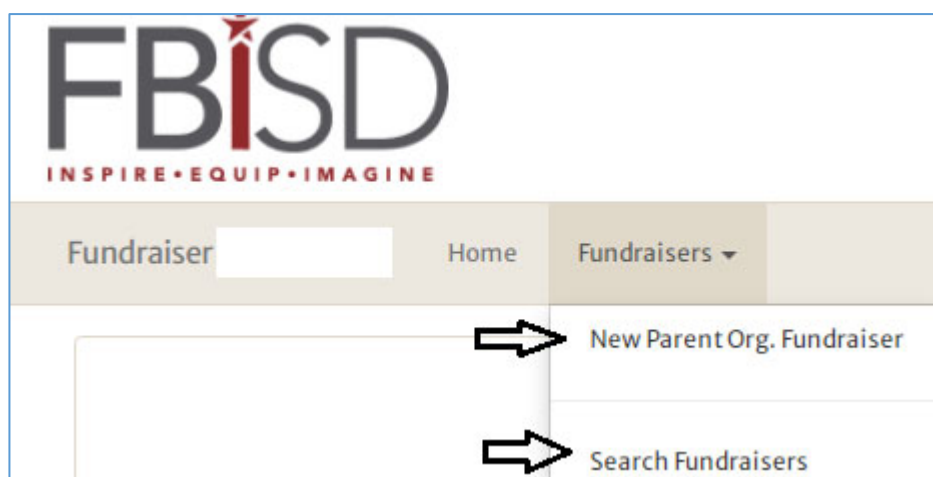 FBiSD
INSPIRE•EQUIP•IMAGINE
Fundraiser Home Fundraisers
New Parent Org. Fundraiser
Search Fundraisers